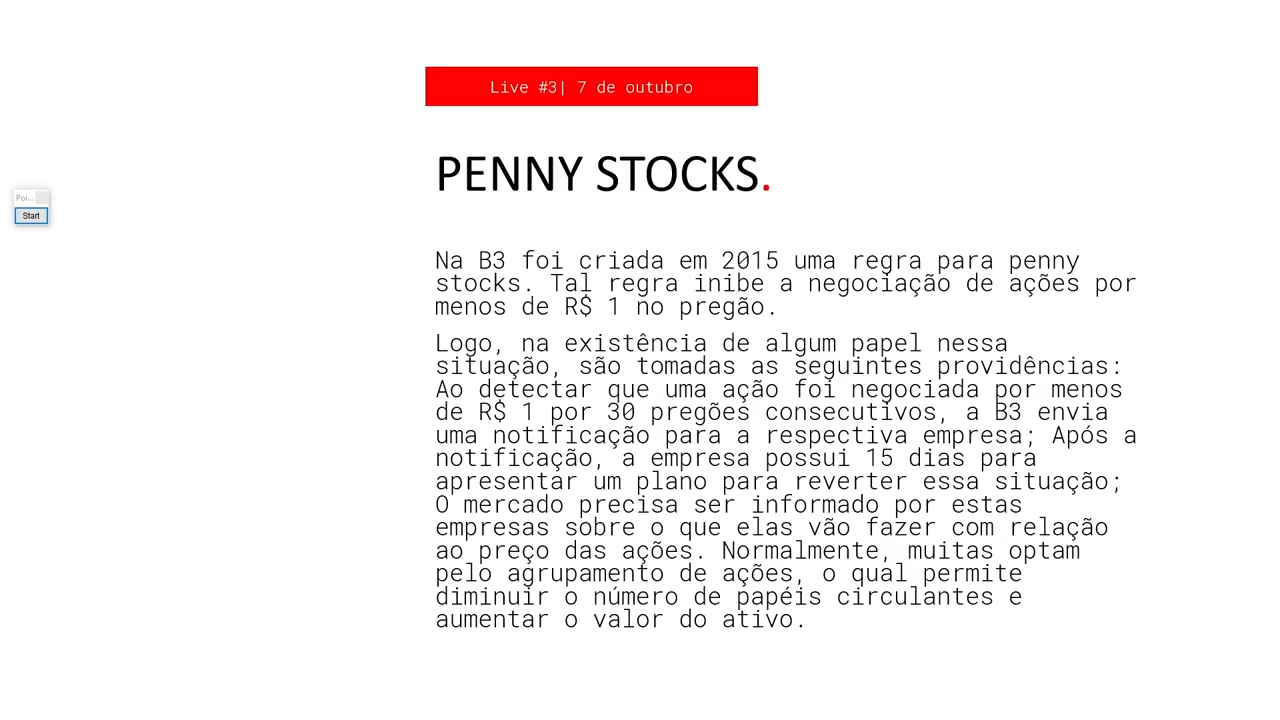 Live #3| 7 de outubro
PENNY STOCKS.
Poi...
Start
Na B3 foi criada em 2015 uma regra para penny
stocks. Tal regra inibe a negociação de ações por
menos de R$ 1 no pregão.
Logo, na existência de algum papel nessa
situação, são tomadas as seguintes providências:
Ao detectar que uma ação foi negociada por menos
de R$ 1 por 30 pregões consecutivos, a B3 envia
uma notificação para a respectiva empresa; Após a
notificação, a empresa possui 15 dias para
apresentar um plano para reverter essa situação;
O mercado precisa ser informado por estas
empresas sobre o que elas vão fazer com relação
ao preço das ações. Normalmente, muitas optam
pelo agrupamento de ações, o qual permite
diminuir o número de papéis circulantes e
aumentar o valor do ativo.